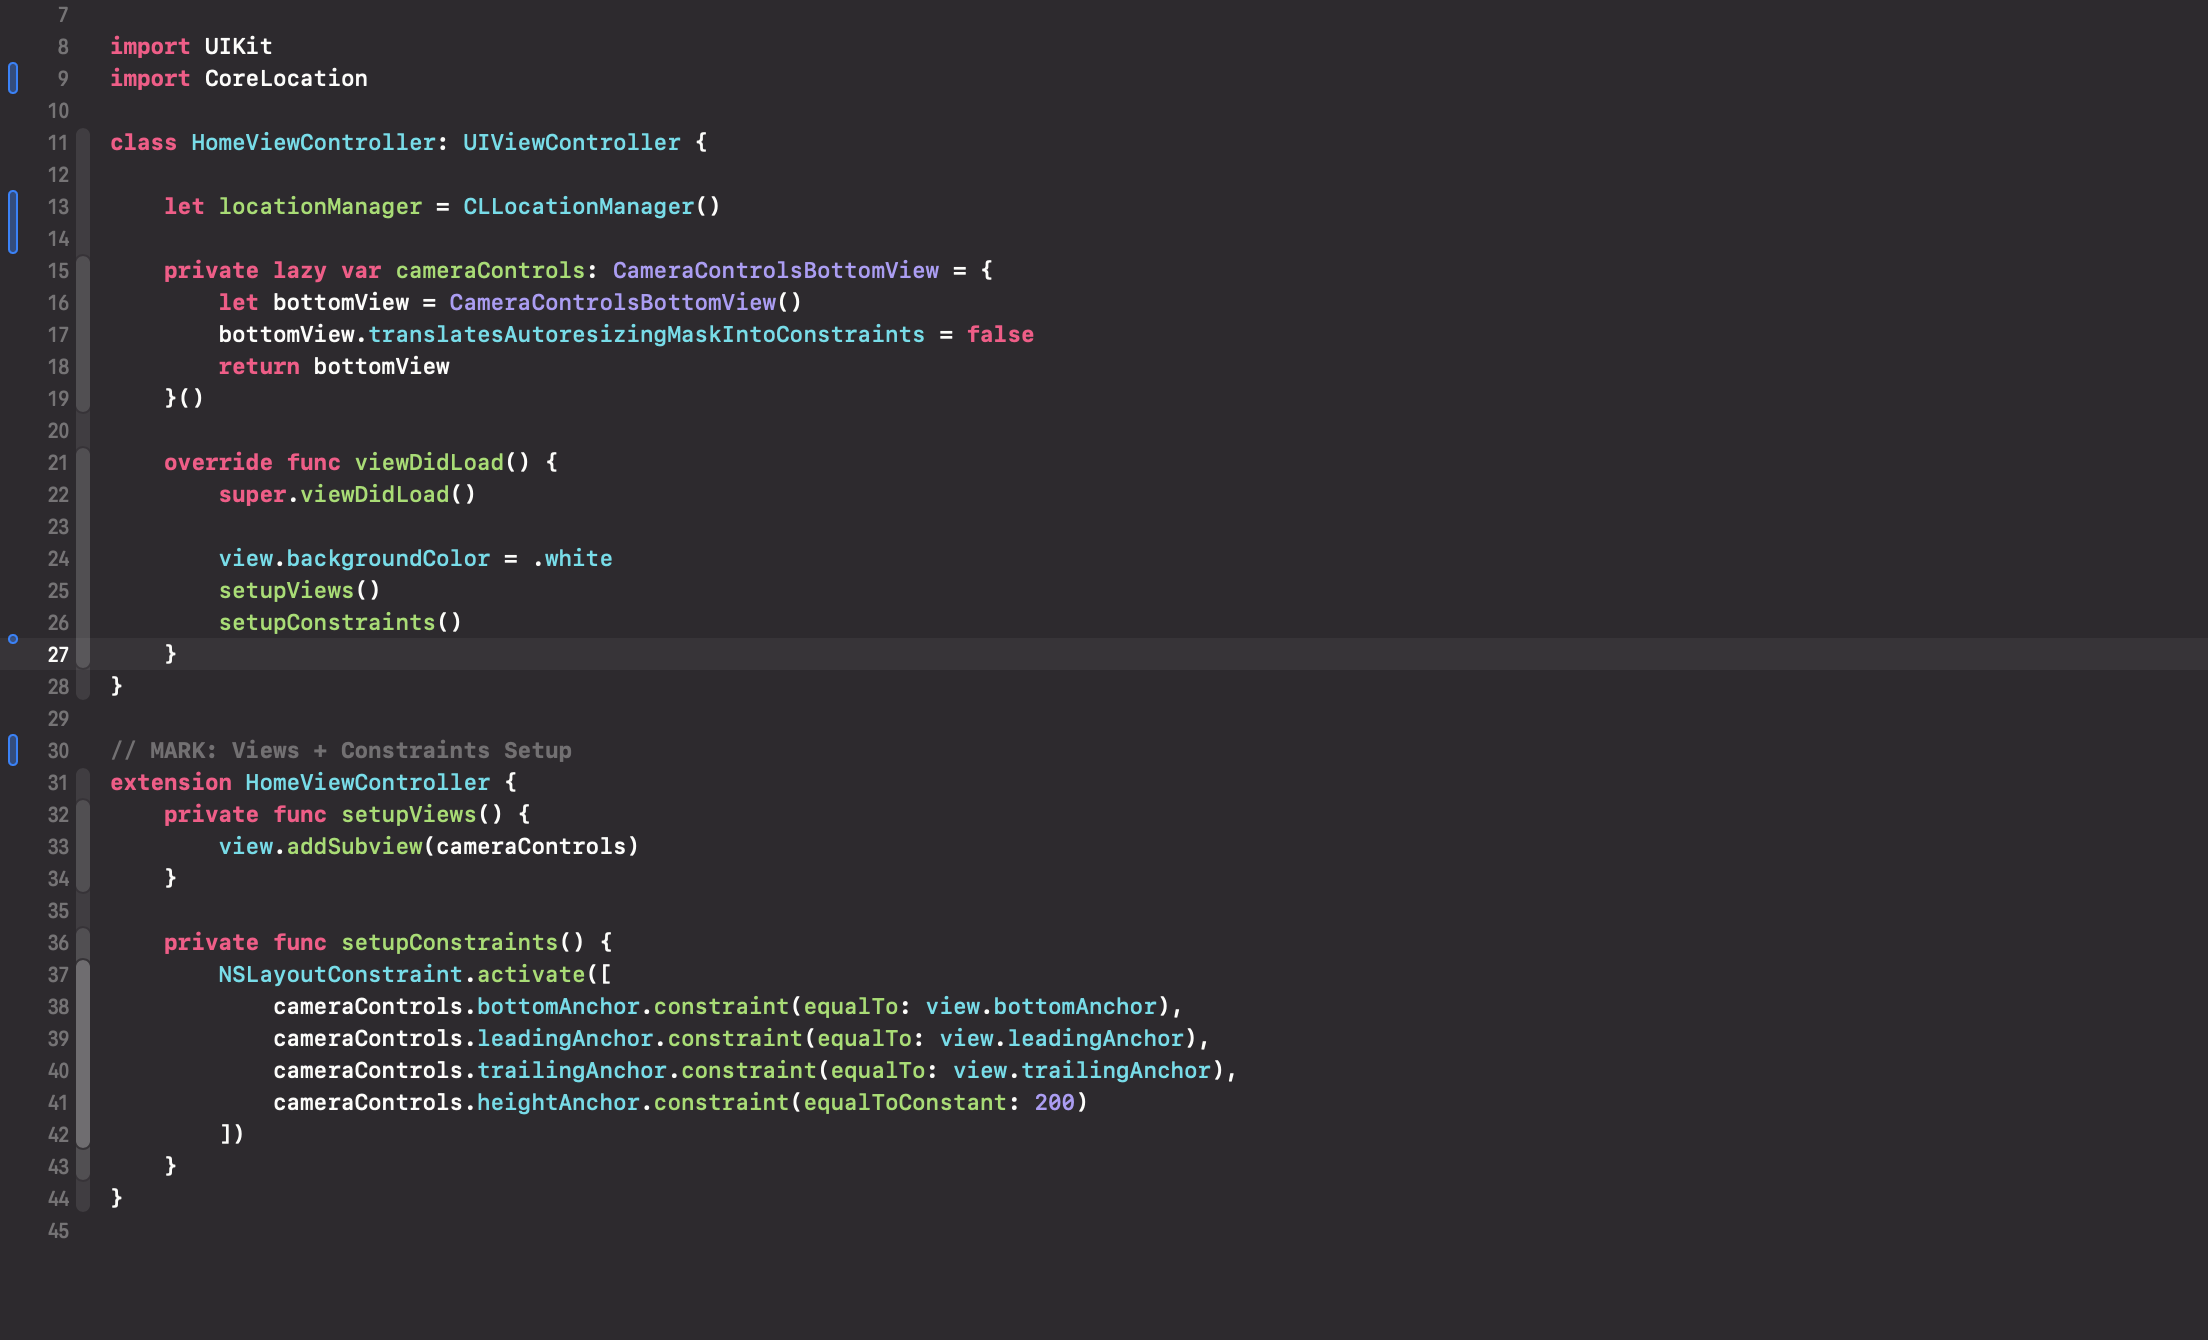 7
8 import UIKit
9 import CoreLocation
10
11 class HomeViewController: UIViewController {
12
13     let locationManager = CLLocationManager()
14
15     private lazy var cameraControls: CameraControlsBottomView = {
16         let bottomView = CameraControlsBottomView()
17         bottomView.translatesAutoresizingMaskIntoConstraints = false
18         return bottomView
19     }()
20
21     override func viewDidLoad() {
22         super.viewDidLoad()
23
24         view.backgroundColor = .white
25         setupViews()
26         setupConstraints()
27     }
28 }
29
30 // MARK: Views + Constraints Setup
31 extension HomeViewController {
32     private func setupViews() {
33         view.addSubview(cameraControls)
34     }
35
36     private func setupConstraints() {
37         NSLayoutConstraint.activate([
38             cameraControls.bottomAnchor.constraint(equalTo: view.bottomAnchor),
39             cameraControls.leadingAnchor.constraint(equalTo: view.leadingAnchor),
40             cameraControls.trailingAnchor.constraint(equalTo: view.trailingAnchor),
41             cameraControls.heightAnchor.constraint(equalToConstant: 200)
42         ])
43     }
44 }
45